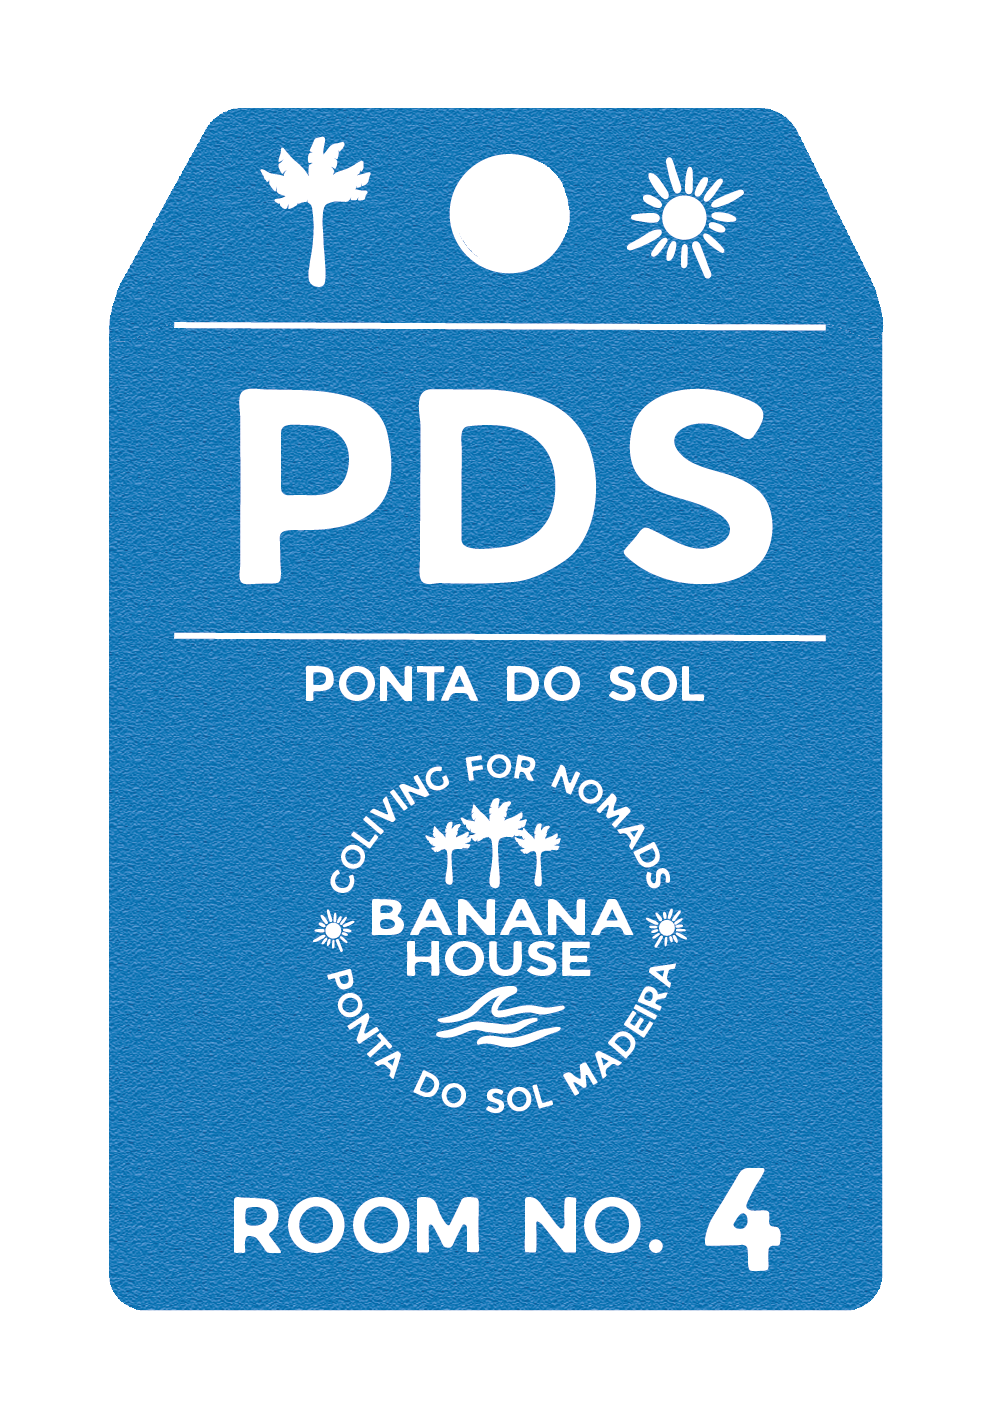 PDS
PONTA DO SOL
COLIVING FOR NOMADS
BANANA
HOUSE
PONTA DO SOL MADEIRA
ROOM NO. 4